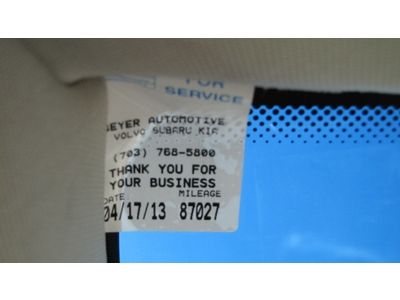 FOR
SERVICE
BEYER AUTOMOTIVE
VOLVO SUBARU KIA
(703) 768-5800
THANK YOU FOR
YOUR BUSINESS
DATE MILEAGE
04/17/13 87027